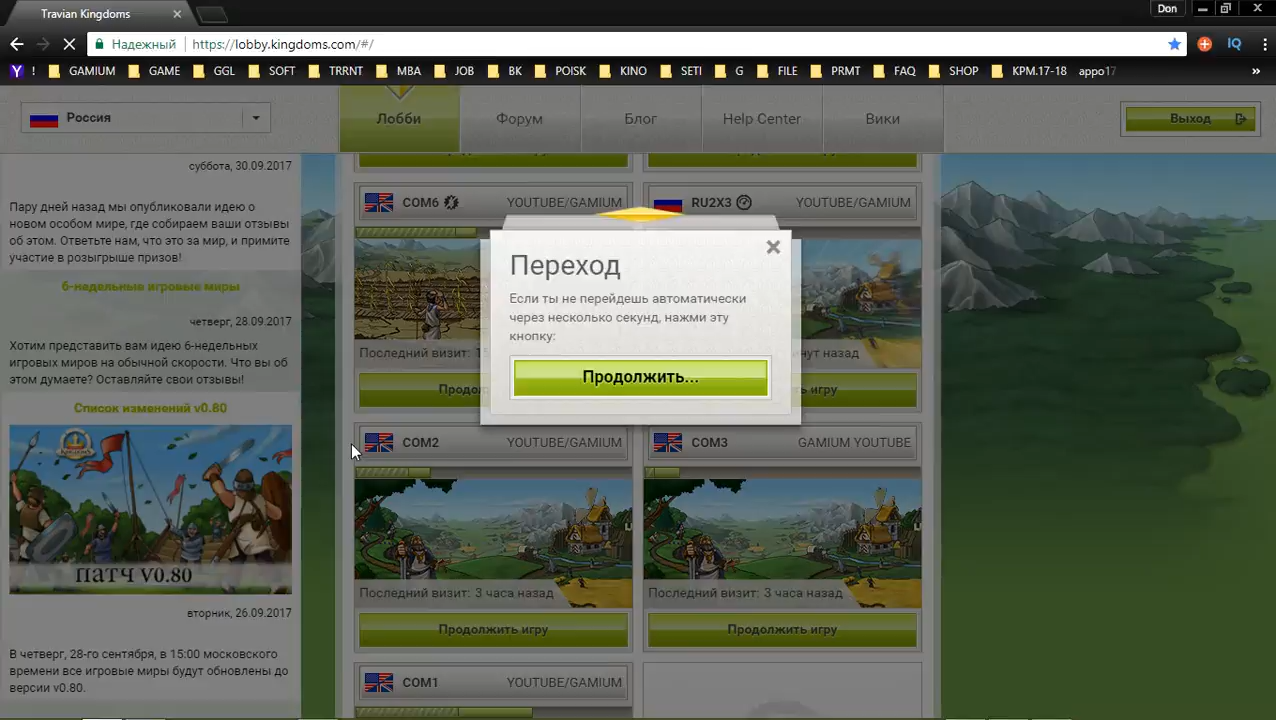 Travian Kingdoms
Don
Надежный
https://lobby.kingdoms.com/#/
IQ
!
GAMIUM
GAME
GGL
SOFT
TRRNT
MBA
JOB
BK
POISK
KINO
SETI
G
FILE
PRMT
FAQ
SHOP
KPM.17-18
appo17
»
Россия
Лобби
Форум
Блог
Help Center
Вики
Выход
суббота, 30.09.2017
Пару дней назад мы опубликовали идею о
новом особом мире, где собираем ваши отзывы
об этом. Ответьте нам, что это за мир, и примите
участие в розыгрыше призов!
6-недельные игровые миры
четверг, 28.09.2017
Хотим представить вам идею 6-недельных
игровых миров на обычной скорости. Что вы об
этом думаете? Оставляйте свои отзывы!
Список изменений v0.80
KINGDOMS
ПАТЧ V0.80
вторник, 26.09.2017
В четверг, 28-го сентября, в 15:00 московского
времени все игровые миры будут обновлены до
версии v0.80.
COM6
YOUTUBE/GAMIUM
RU2X3
YOUTUBE/GAMIUM
Переход
Если ты не перейдешь автоматически
через несколько секунд, нажми эту
кнопку:
Продолжить...
Последний визит:
назад
игру
COM2
YOUTUBE/GAMIUM
COM3
GAMIUM YOUTUBE
Последний визит: 3 часа назад
Последний визит: 3 часа назад
Продолжить игру
Продолжить игру
COM1
YOUTUBE/GAMIUM